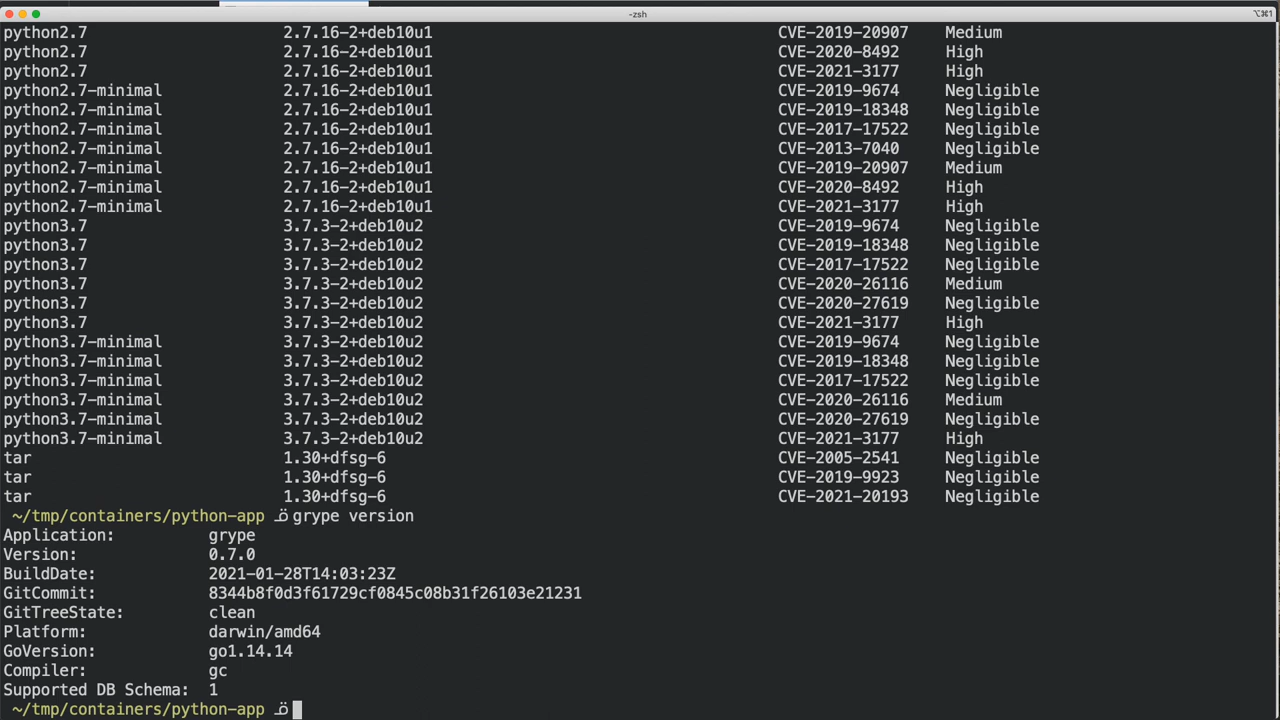 -zsh ⌥⌘1
python2.7 2.7.16-2+deb10u1 CVE-2019-20907 Medium
python2.7 2.7.16-2+deb10u1 CVE-2020-8492 High
python2.7 2.7.16-2+deb10u1 CVE-2021-3177 High
python2.7-minimal 2.7.16-2+deb10u1 CVE-2019-9674 Negligible
python2.7-minimal 2.7.16-2+deb10u1 CVE-2019-18348 Negligible
python2.7-minimal 2.7.16-2+deb10u1 CVE-2017-17522 Negligible
python2.7-minimal 2.7.16-2+deb10u1 CVE-2013-7040 Negligible
python2.7-minimal 2.7.16-2+deb10u1 CVE-2019-20907 Medium
python2.7-minimal 2.7.16-2+deb10u1 CVE-2020-8492 High
python2.7-minimal 2.7.16-2+deb10u1 CVE-2021-3177 High
python3.7 3.7.3-2+deb10u2 CVE-2019-9674 Negligible
python3.7 3.7.3-2+deb10u2 CVE-2019-18348 Negligible
python3.7 3.7.3-2+deb10u2 CVE-2017-17522 Negligible
python3.7 3.7.3-2+deb10u2 CVE-2020-26116 Medium
python3.7 3.7.3-2+deb10u2 CVE-2020-27619 Negligible
python3.7 3.7.3-2+deb10u2 CVE-2021-3177 High
python3.7-minimal 3.7.3-2+deb10u2 CVE-2019-9674 Negligible
python3.7-minimal 3.7.3-2+deb10u2 CVE-2019-18348 Negligible
python3.7-minimal 3.7.3-2+deb10u2 CVE-2017-17522 Negligible
python3.7-minimal 3.7.3-2+deb10u2 CVE-2020-26116 Medium
python3.7-minimal 3.7.3-2+deb10u2 CVE-2020-27619 Negligible
python3.7-minimal 3.7.3-2+deb10u2 CVE-2021-3177 High
tar 1.30+dfsg-6 CVE-2005-2541 Negligible
tar 1.30+dfsg-6 CVE-2019-9923 Negligible
tar 1.30+dfsg-6 CVE-2021-20193 Negligible
~/tmp/containers/python-app grype version
Application: grype
Version: 0.7.0
BuildDate: 2021-01-28T14:03:23Z
GitCommit: 8344b8f0d3f61729cf0845c08b31f26103e21231
GitTreeState: clean
Platform: darwin/amd64
GoVersion: go1.14.14
Compiler: gc
Supported DB Schema: 1
~/tmp/containers/python-app